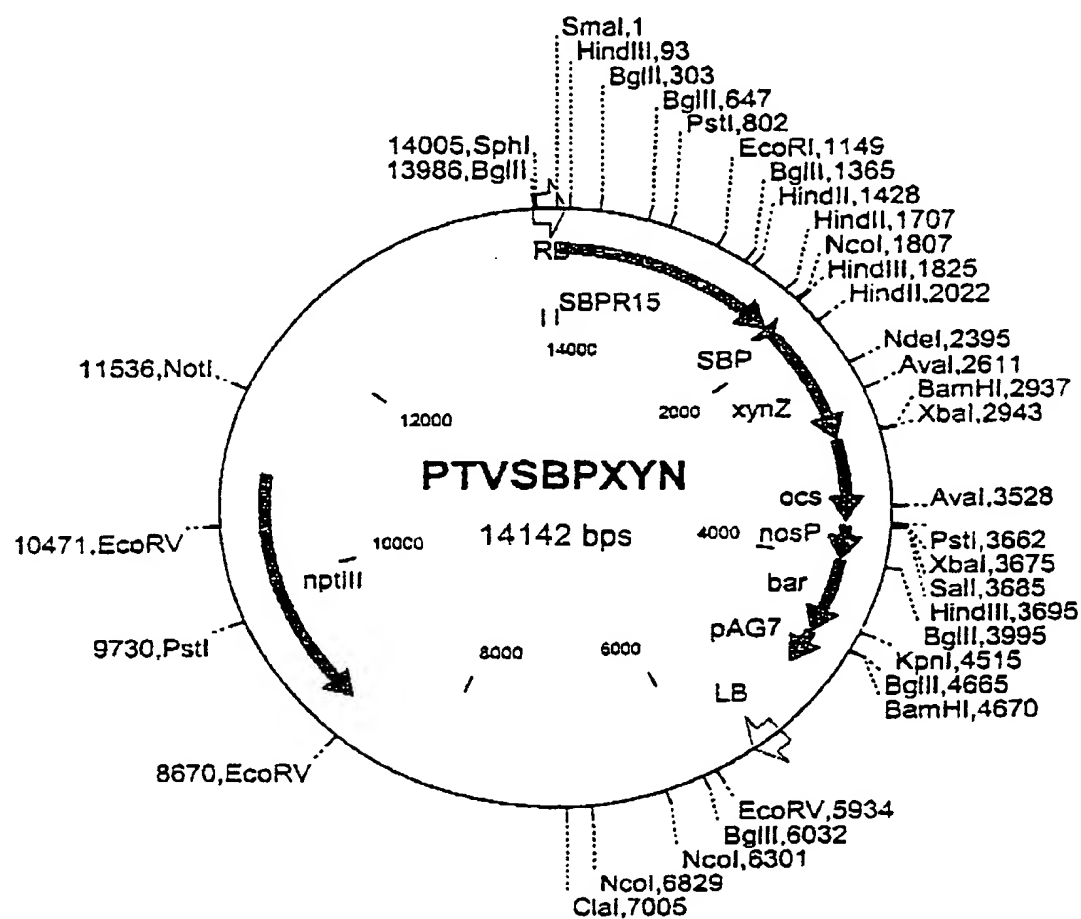 SmaI,1
HindIII,93
BglII,303
BglII,647
PstI,802
14005,SphI
EcoRI,1149
13986,BglII
BglII,1365
HindII,1428
HindII,1707
NcoI,1807
RB
HindIII,1825
HindII,2022
SBPR15
14000
SBP
NdeI,2395
11536,NotI
AvaI,2611
2000
BamHI,2937
xynZ
XbaI,2943
12000
PTVSBPXYN
ocs
AvaI,3528
14142 bps
4000
nosP
10471,EcoRV
10000
PstI,3662
XbaI,3675
nptIII
bar
SalI,3685
HindIII,3695
pAG7
BglII,3995
9730,PstI
8000
6000
KpnI,4515
BglII,4665
LB
BamHI,4670
8670,EcoRV
EcoRV,5934
BglII,6032
NcoI,6301
NcoI,6829
ClaI,7005